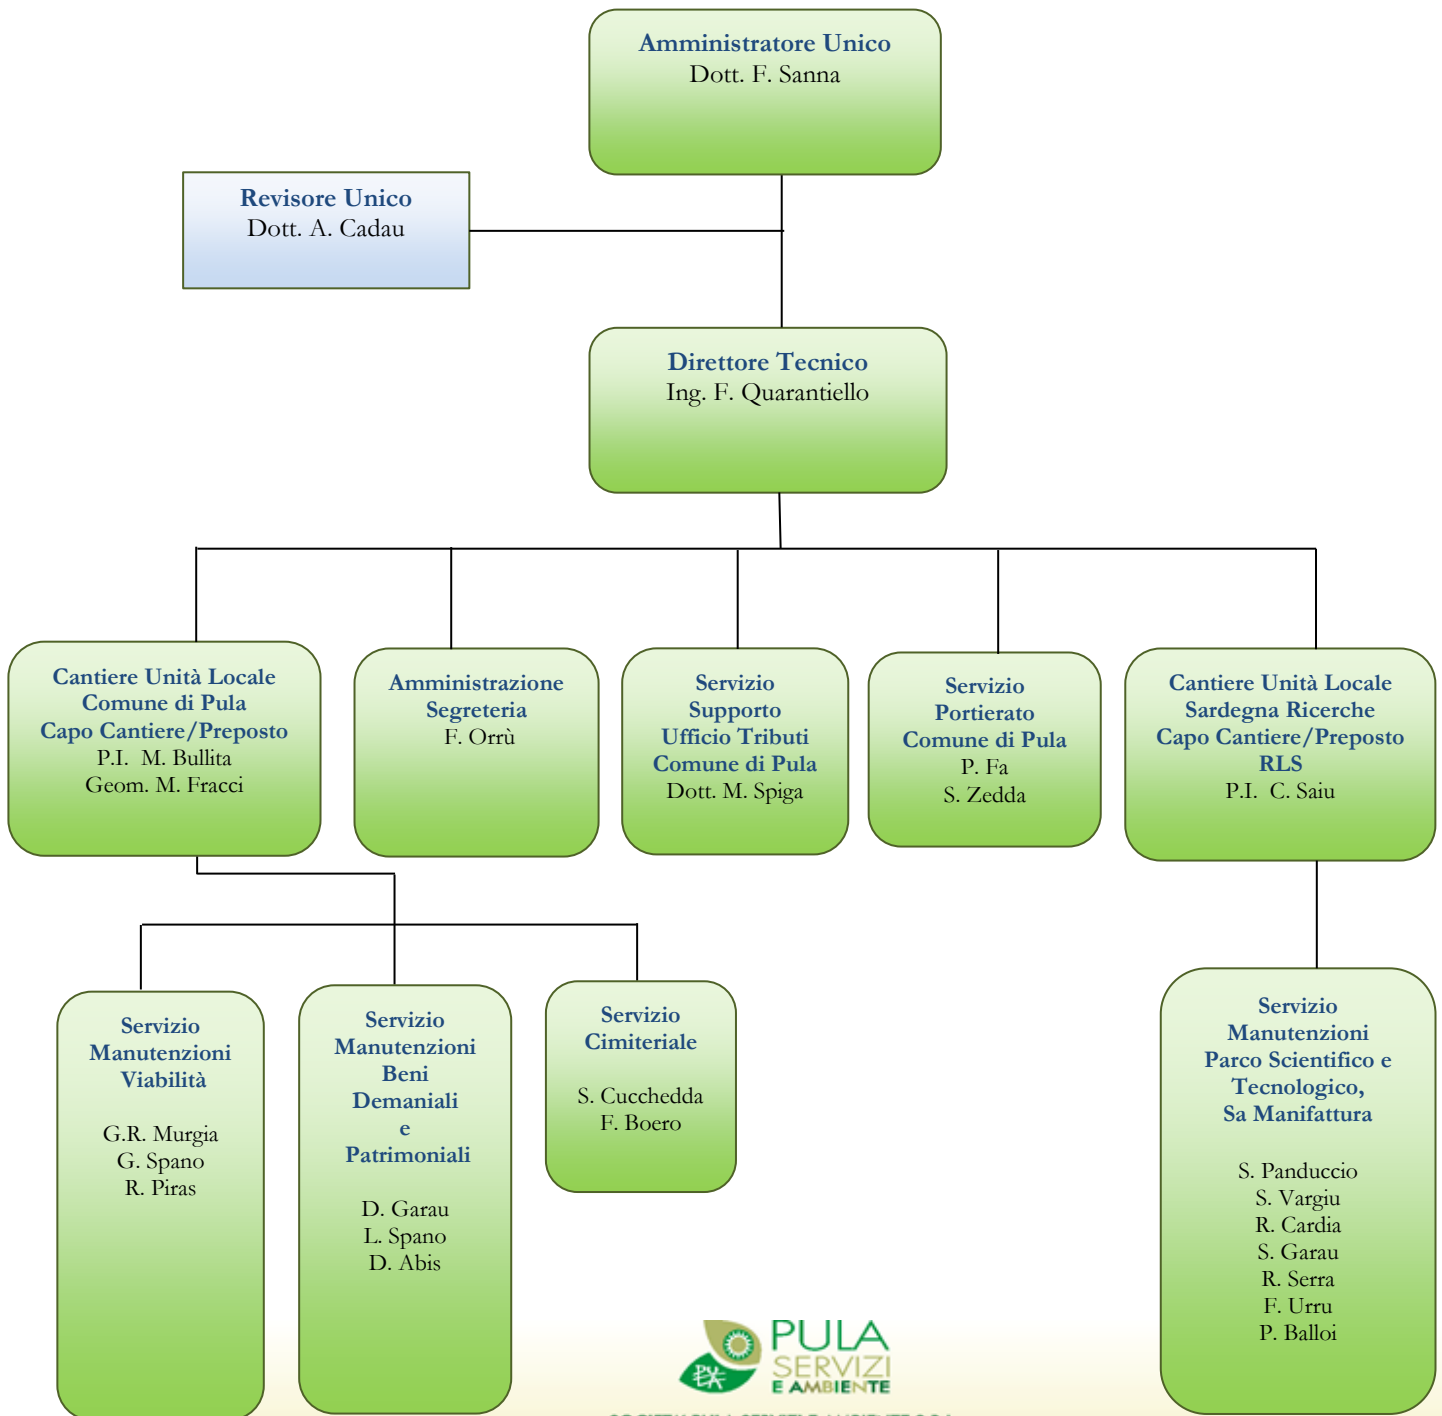 Amministratore Unico
Dott. F. Sanna
Revisore Unico
Dott. A. Cadau
Direttore Tecnico
Ing. F. Quarantiello
Cantiere Unità Locale
Comune di Pula
Capo Cantiere/Preposto
P.I. M. Bullita
Geom. M. Fracci
Amministrazione
Segreteria
F. Orrù
Servizio
Supporto
Ufficio Tributi
Comune di Pula
Dott. M. Spiga
Servizio
Portierato
Comune di Pula
P. Fa
S. Zedda
Cantiere Unità Locale
Sardegna Ricerche
Capo Cantiere/Preposto
RLS
P.I. C. Saiu
Servizio
Manutenzioni
Viabilità
G.R. Murgia
G. Spano
R. Piras
Servizio
Manutenzioni
Beni
Demaniali
e
Patrimoniali
D. Garau
L. Spano
D. Abis
Servizio
Cimiteriale
S. Cucchedda
F. Boero
Servizio
Manutenzioni
Parco Scientifico e
Tecnologico,
Sa Manifattura
S. Panduccio
S. Vargiu
R. Cardia
S. Garau
R. Serra
F. Urru
P. Balloi
PULA
SERVIZI
E AMBIENTE